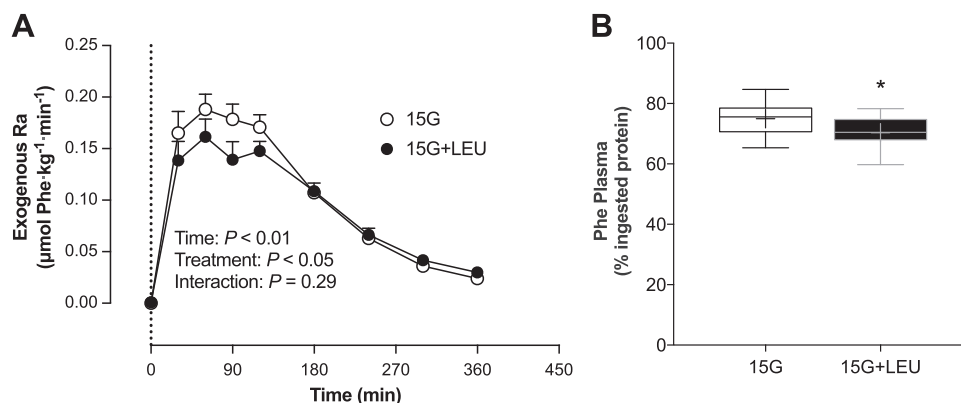 A
Exogenous Ra
(µmol Phe·kg⁻¹·min⁻¹)
0.25
0.20
0.15
0.10
0.05
0.00
15G
15G+LEU
Time: P < 0.01
Treatment: P < 0.05
Interaction: P = 0.29
0 90 180 270 360 450
Time (min)
B
Phe Plasma
(% ingested protein)
100
80
60
40
20
0
*
15G 15G+LEU